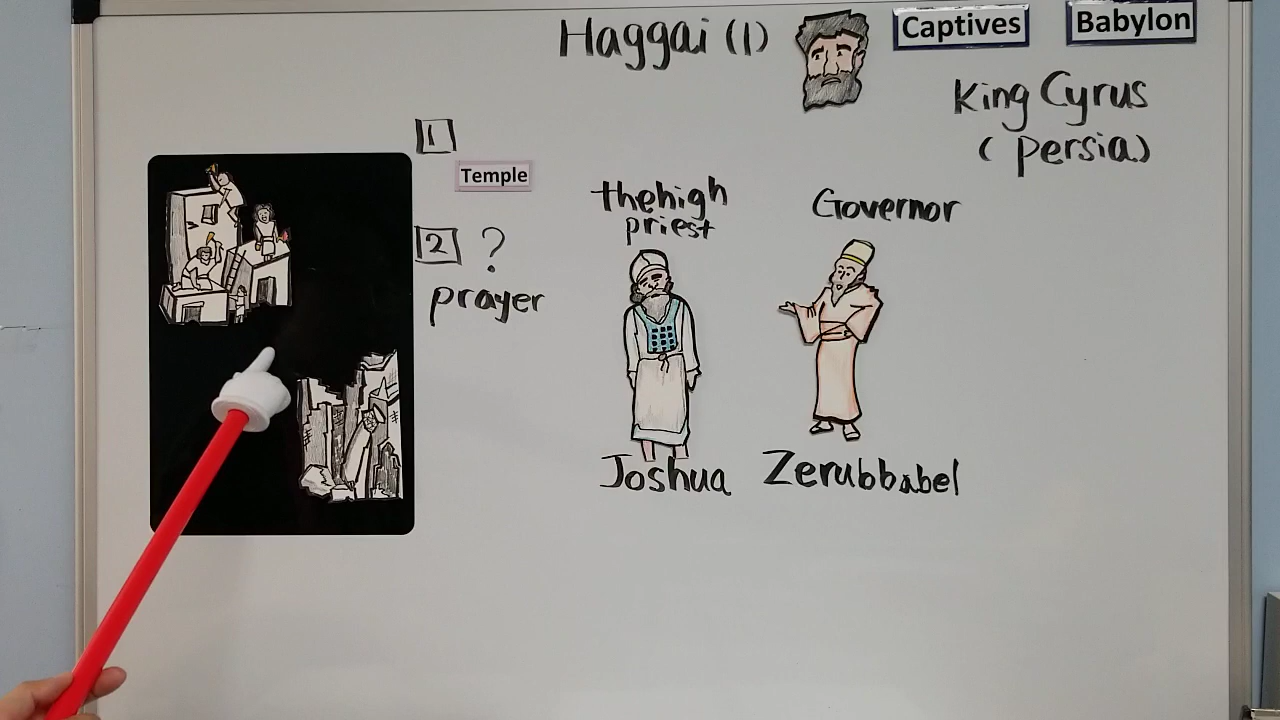 Haggai (1)
Captives
Babylon
King Cyrus
( persia)
1
Temple
2 ?
prayer
thehigh
priest
Governor
Joshua
Zerubbabel